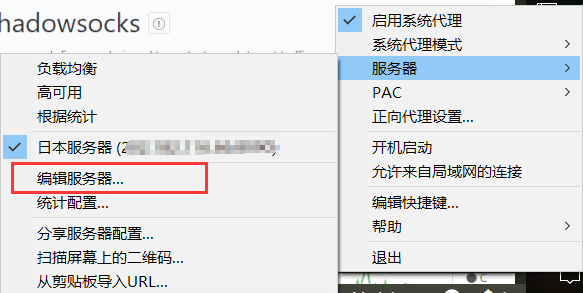 hadowsocks
启用系统代理
系统代理模式
服务器
PAC
正向代理设置...
开机启动
允许来自局域网的连接
编辑快捷键...
帮助
退出
负载均衡
高可用
根据统计
日本服务器 (2
编辑服务器...
统计配置...
分享服务器配置...
扫描屏幕上的二维码...
从剪贴板导入URL...
C